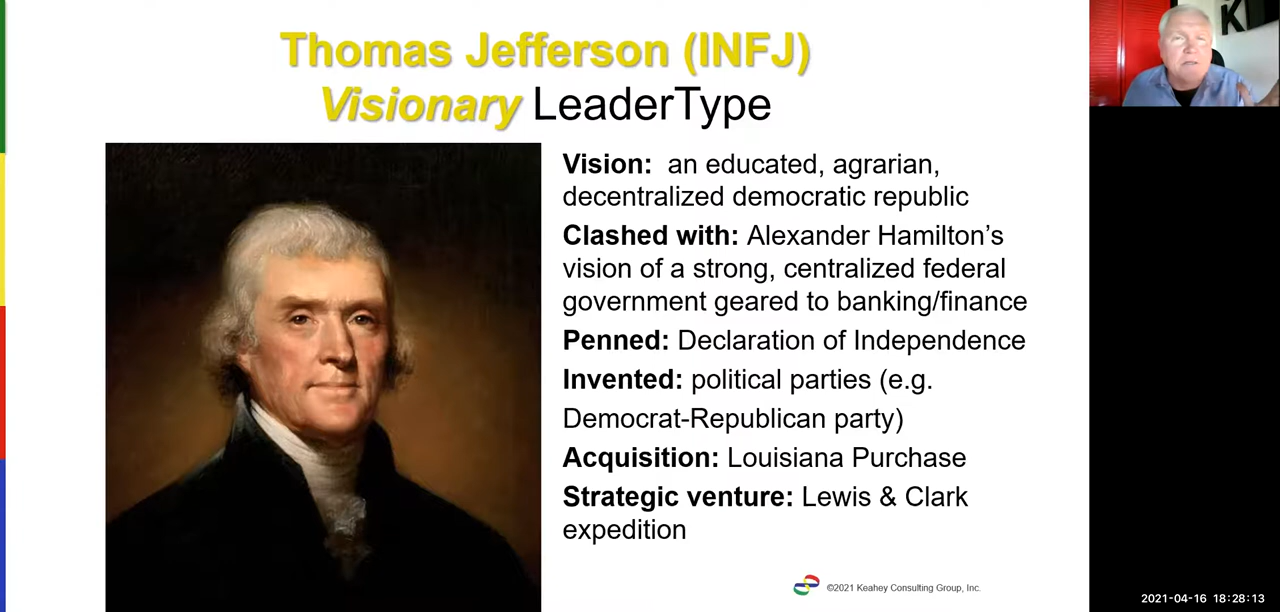 Thomas Jefferson (INFJ)
Visionary LeaderType
Vision: an educated, agrarian,
decentralized democratic republic
Clashed with: Alexander Hamilton’s
vision of a strong, centralized federal
government geared to banking/finance
Penned: Declaration of Independence
Invented: political parties (e.g.
Democrat-Republican party)
Acquisition: Louisiana Purchase
Strategic venture: Lewis & Clark
expedition
©2021 Keahey Consulting Group, Inc.
K
2021-04-16 18:28:13